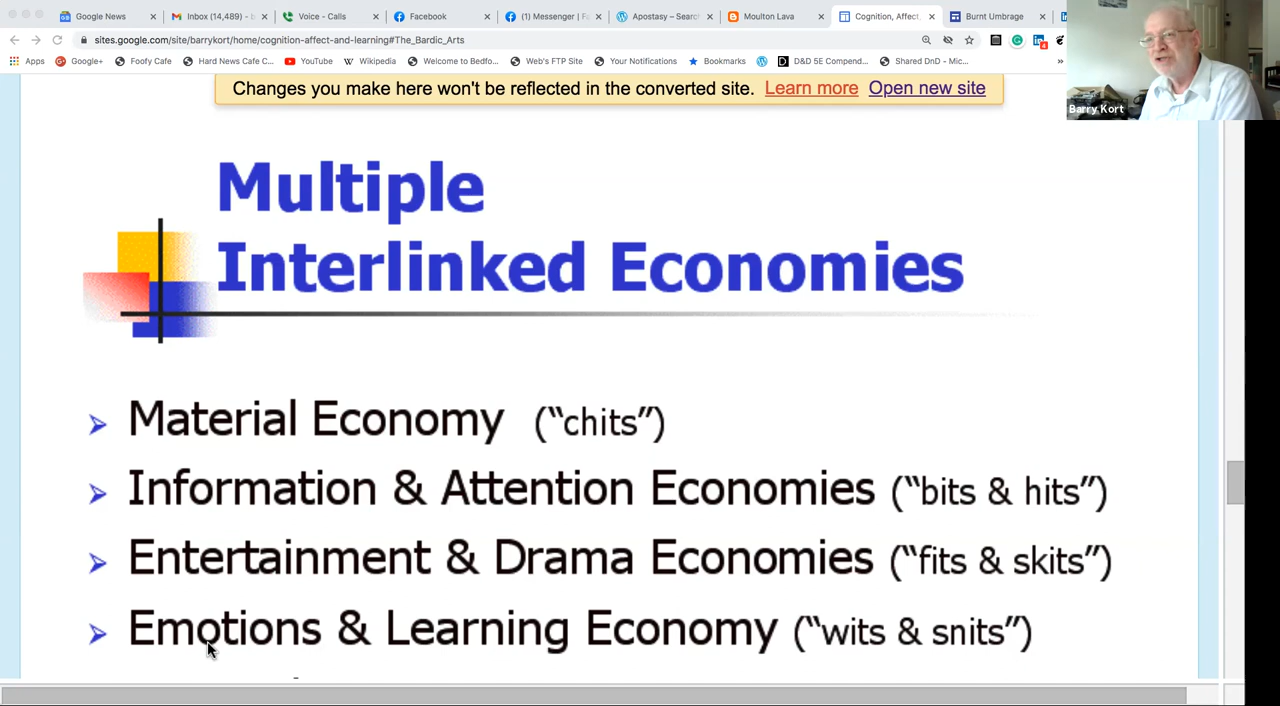 Google News
Inbox (14,489) - b
Voice - Calls
Facebook
(1) Messenger | F
Apostasy – Searc
Moulton Lava
Cognition, Affect,
Burnt Umbrage
sites.google.com/site/barrykort/home/cognition-affect-and-learning#The_Bardic_Arts
4
Apps
Google+
Foofy Cafe
Hard News Cafe C...
YouTube
Wikipedia
Welcome to Bedfo...
Web's FTP Site
Your Notifications
Bookmarks
D&D 5E Compend...
Shared DnD - Mic...
»
Barry Kort
Changes you make here won't be reflected in the converted site. Learn more Open new site
Multiple
Interlinked Economies
Material Economy (“chits”)
Information & Attention Economies (“bits & hits”)
Entertainment & Drama Economies (“fits & skits”)
Emotions & Learning Economy (“wits & snits”)